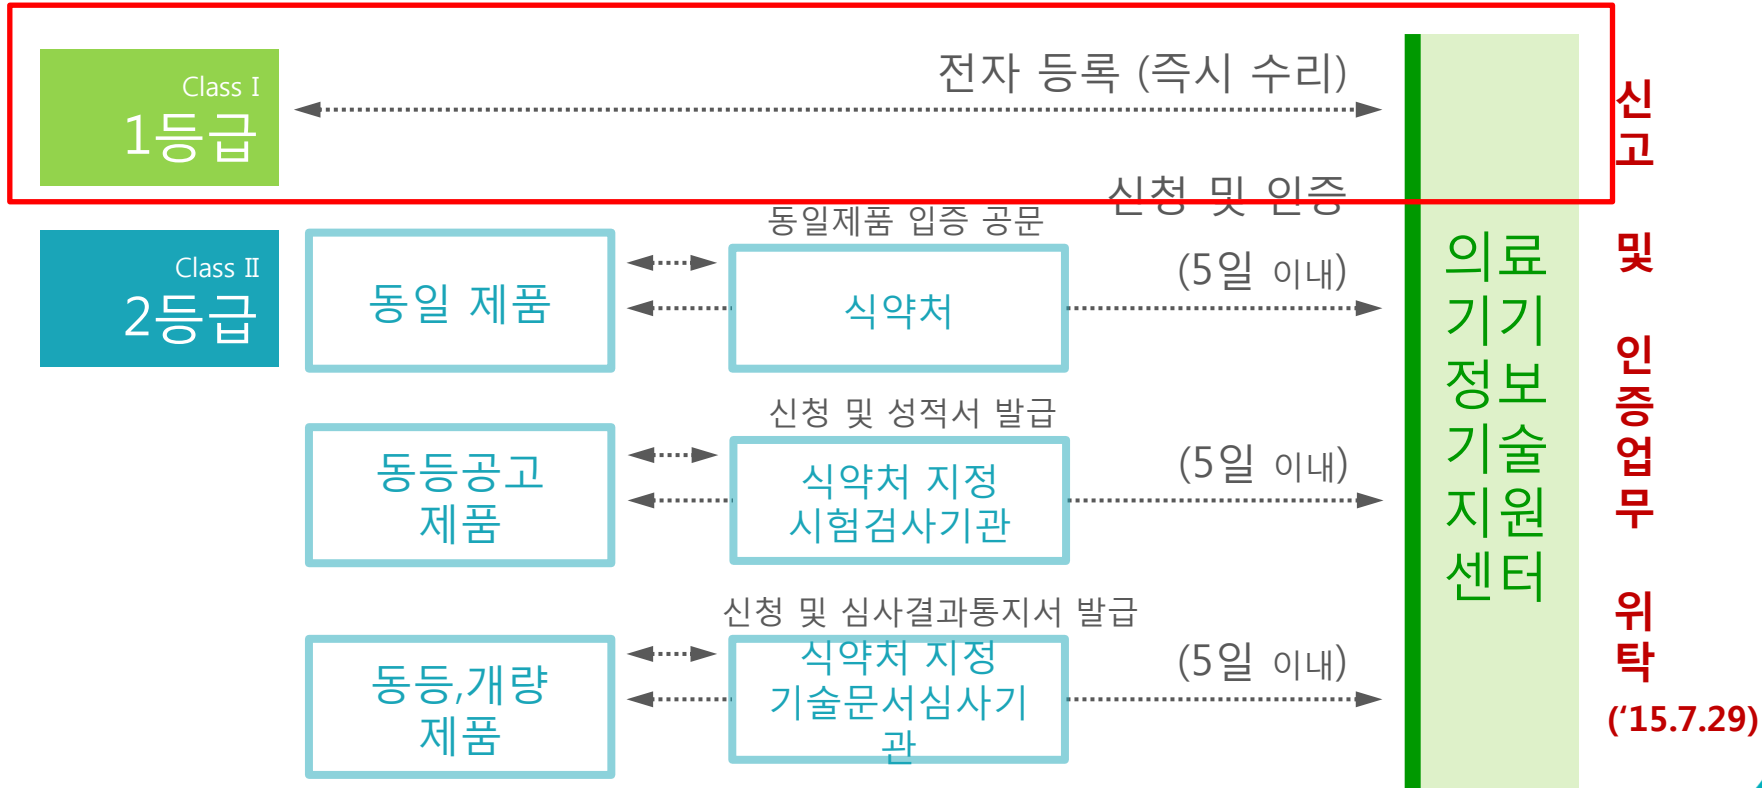 Class Ⅰ
1등급
전자 등록 (즉시 수리)
신청 및 인증
Class Ⅱ
2등급
동일 제품
동일제품 입증 공문
식약처
(5일 이내)
동등공고
제품
신청 및 성적서 발급
식약처 지정
시험검사기관
(5일 이내)
동등,개량
제품
신청 및 심사결과통지서 발급
식약처 지정
기술문서심사기
관
(5일 이내)
의료
기기
정보
기술
지원
센터
신
고
및
인
증
업
무
위
탁
(‘15.7.29)